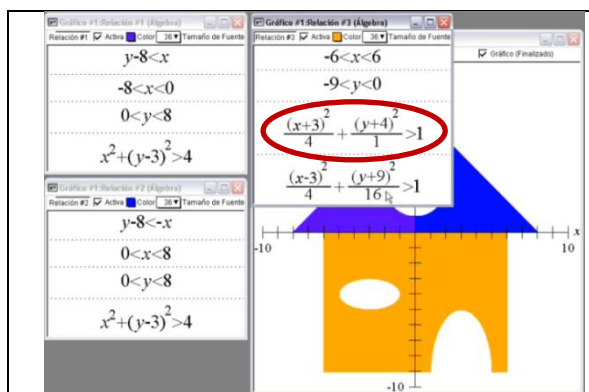 Gráfico #1:Relación #1 (Álgebra)
Relación #1 Activa Color 36 Tamaño de Fuente
y-8<x
-8<x<0
0<y<8
x²+(y-3)²>4
Gráfico #1:Relación #2 (Álgebra)
Relación #2 Activa Color 36 Tamaño de Fuente
y-8<-x
0<x<8
0<y<8
x²+(y-3)²>4
Gráfico #1:Relación #3 (Álgebra)
Relación #3 Activa Color 36 Tamaño de Fuente
-6<x<6
-9<y<0
(x+3)²/4 + (y+4)²/1 >1
(x-3)²/4 + (y+9)²/16 >1
Gráfico (Finalizado)
-10 10 x
-10